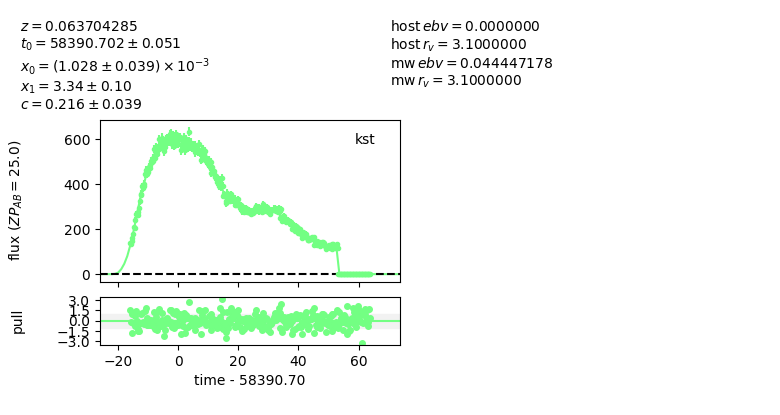 z = 0.063704285
t₀ = 58390.702 ± 0.051
x₀ = (1.028 ± 0.039) × 10⁻³
x₁ = 3.34 ± 0.10
c = 0.216 ± 0.039
host ebv = 0.0000000
host r_v = 3.1000000
mw ebv = 0.044447178
mw r_v = 3.1000000
kst
flux (ZP_AB = 25.0)
600
400
200
0
pull
3.0
1.5
0.0
−1.5
−3.0
−20 0 20 40 60
time - 58390.70